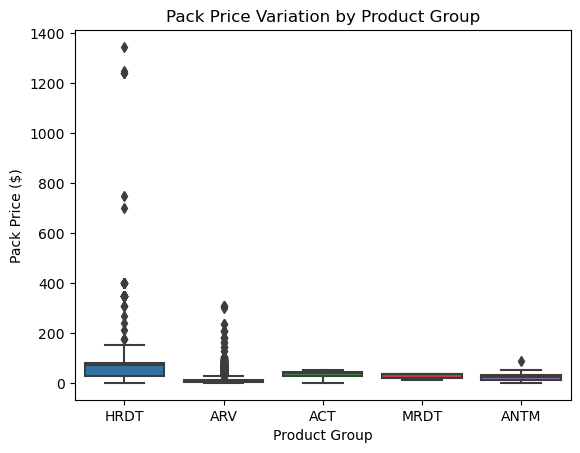 Pack Price Variation by Product Group
1400
1200
1000
800
600
400
200
0
Pack Price ($)
HRDT ARV ACT MRDT ANTM
Product Group